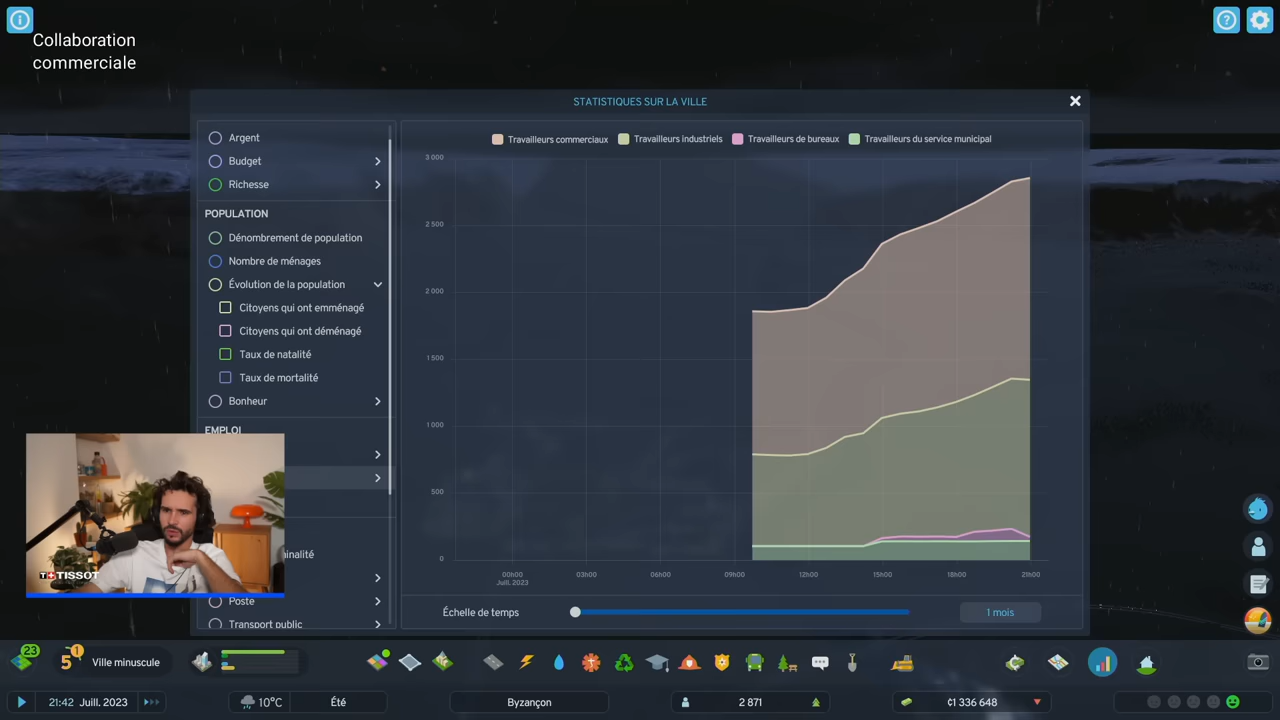 Collaboration
commerciale
STATISTIQUES SUR LA VILLE
Argent
Budget
Richesse
POPULATION
Dénombrement de population
Nombre de ménages
Évolution de la population
Citoyens qui ont emménagé
Citoyens qui ont déménagé
Taux de natalité
Taux de mortalité
Bonheur
EMPLOI
inalité
Poste
Transport public
Travailleurs commerciaux
Travailleurs industriels
Travailleurs de bureaux
Travailleurs du service municipal
3 000
2 500
2 000
1 500
1 000
500
0
00h00
Juill. 2023
03h00
06h00
09h00
12h00
15h00
18h00
21h00
Échelle de temps
1 mois
T+TISSOT
23
5
1
Ville minuscule
21:42 Juill. 2023
10°C
Été
Byzançon
2 871
¢1 336 648